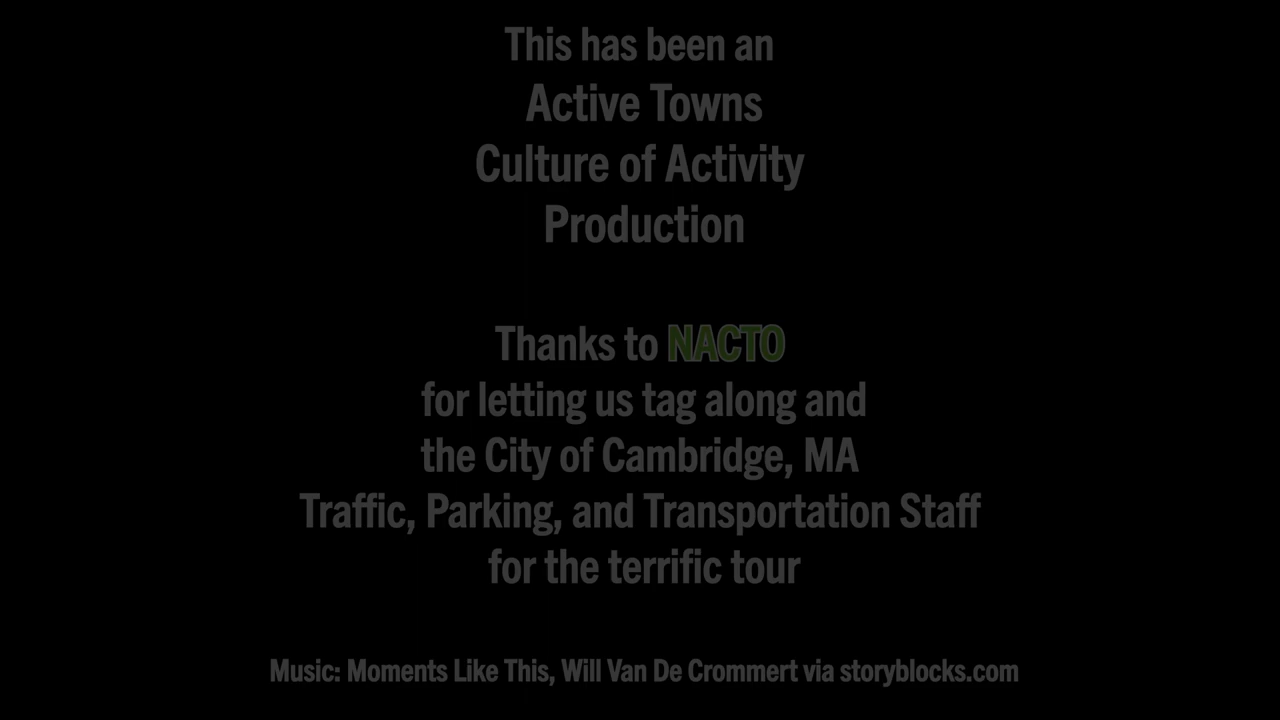 This has been an
Active Towns
Culture of Activity
Production
Thanks to NACTO
for letting us tag along and
the City of Cambridge, MA
Traffic, Parking, and Transportation Staff
for the terrific tour
Music: Moments Like This, Will Van De Crommert via storyblocks.com